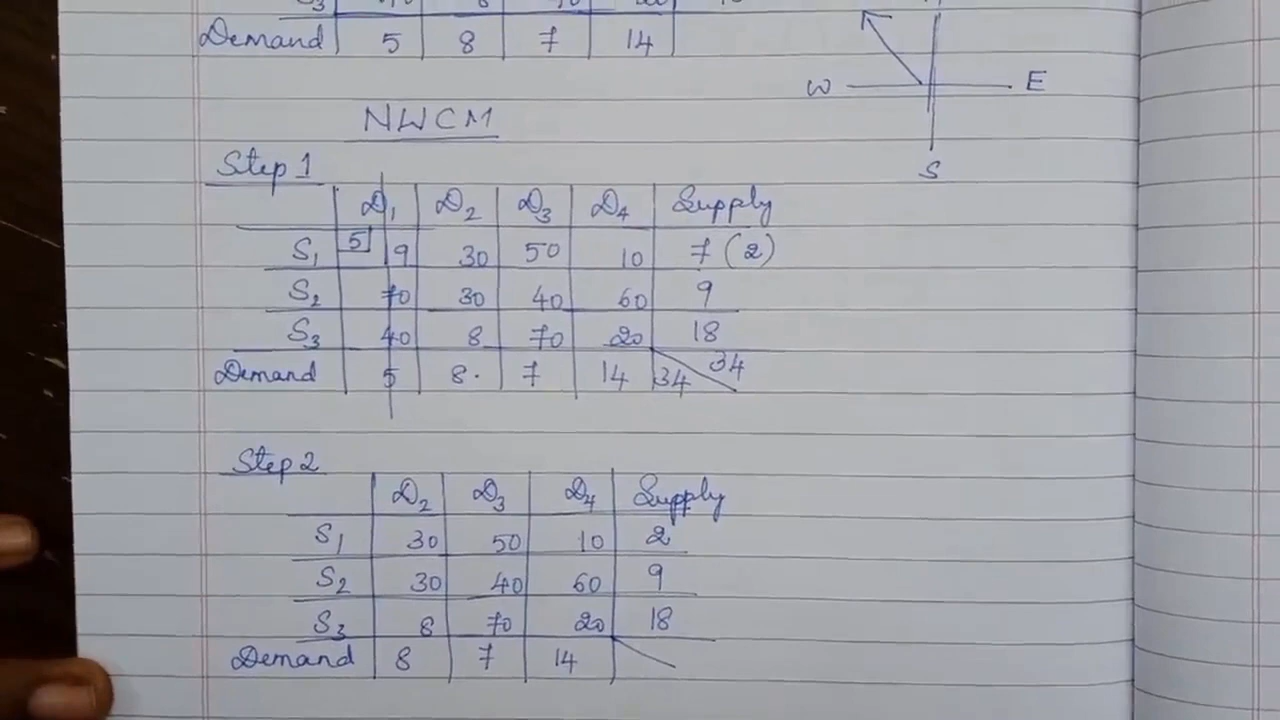 Demand 5 8 7 14
W E
S
NWCM
Step 1
D1 D2 D3 D4 Supply
S1 5 9 30 50 10 7 (2)
S2 70 30 40 60 9
S3 40 8 70 20 18
Demand 5 8. 7 14 34 34
Step 2
D2 D3 D4 Supply
S1 30 50 10 2
S2 30 40 60 9
S3 8 70 20 18
Demand 8 7 14